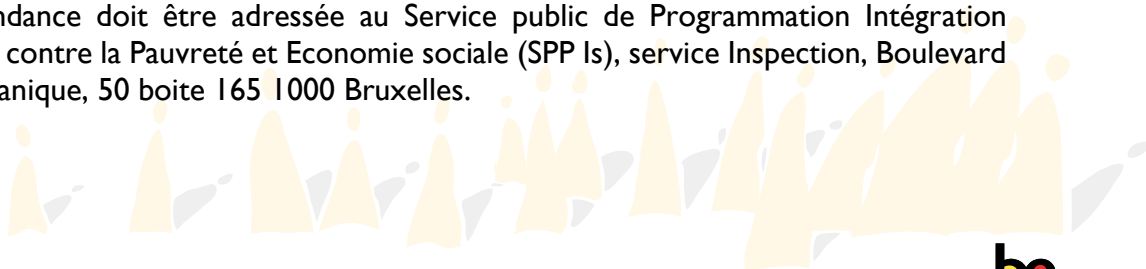 ndance doit être adressée au Service public de Programmation Intégration
contre la Pauvreté et Economie sociale (SPP Is), service Inspection, Boulevard
anique, 50 boite 165 1000 Bruxelles.
be